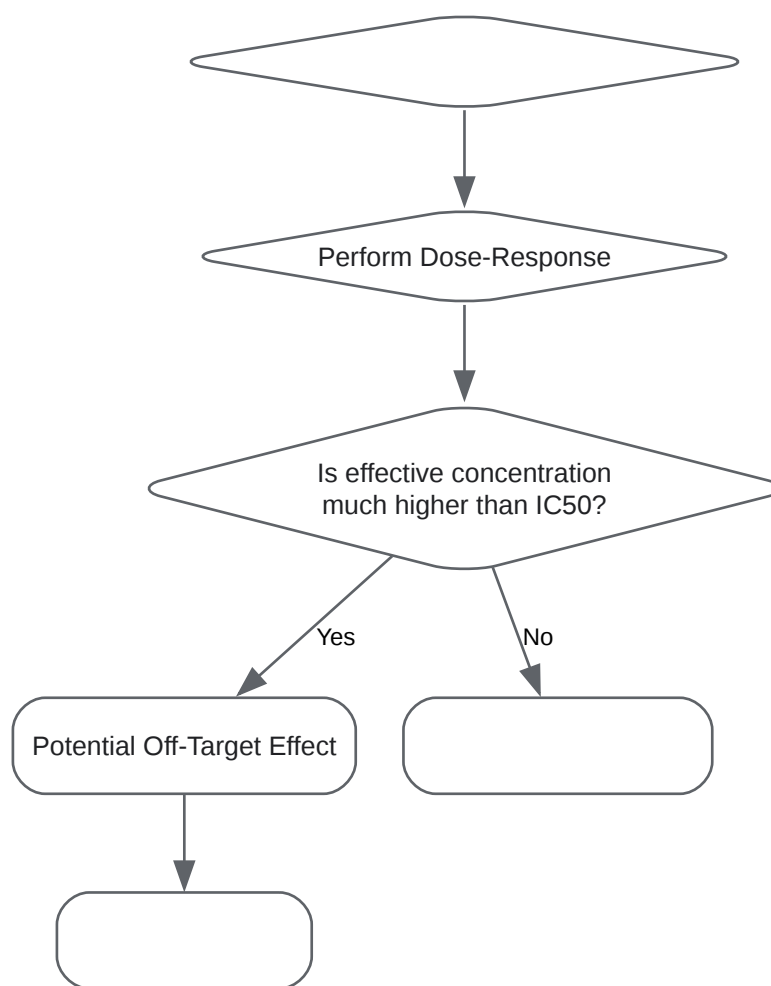 Perform Dose-Response
Is effective concentration
much higher than IC50?
Yes
No
Potential Off-Target Effect